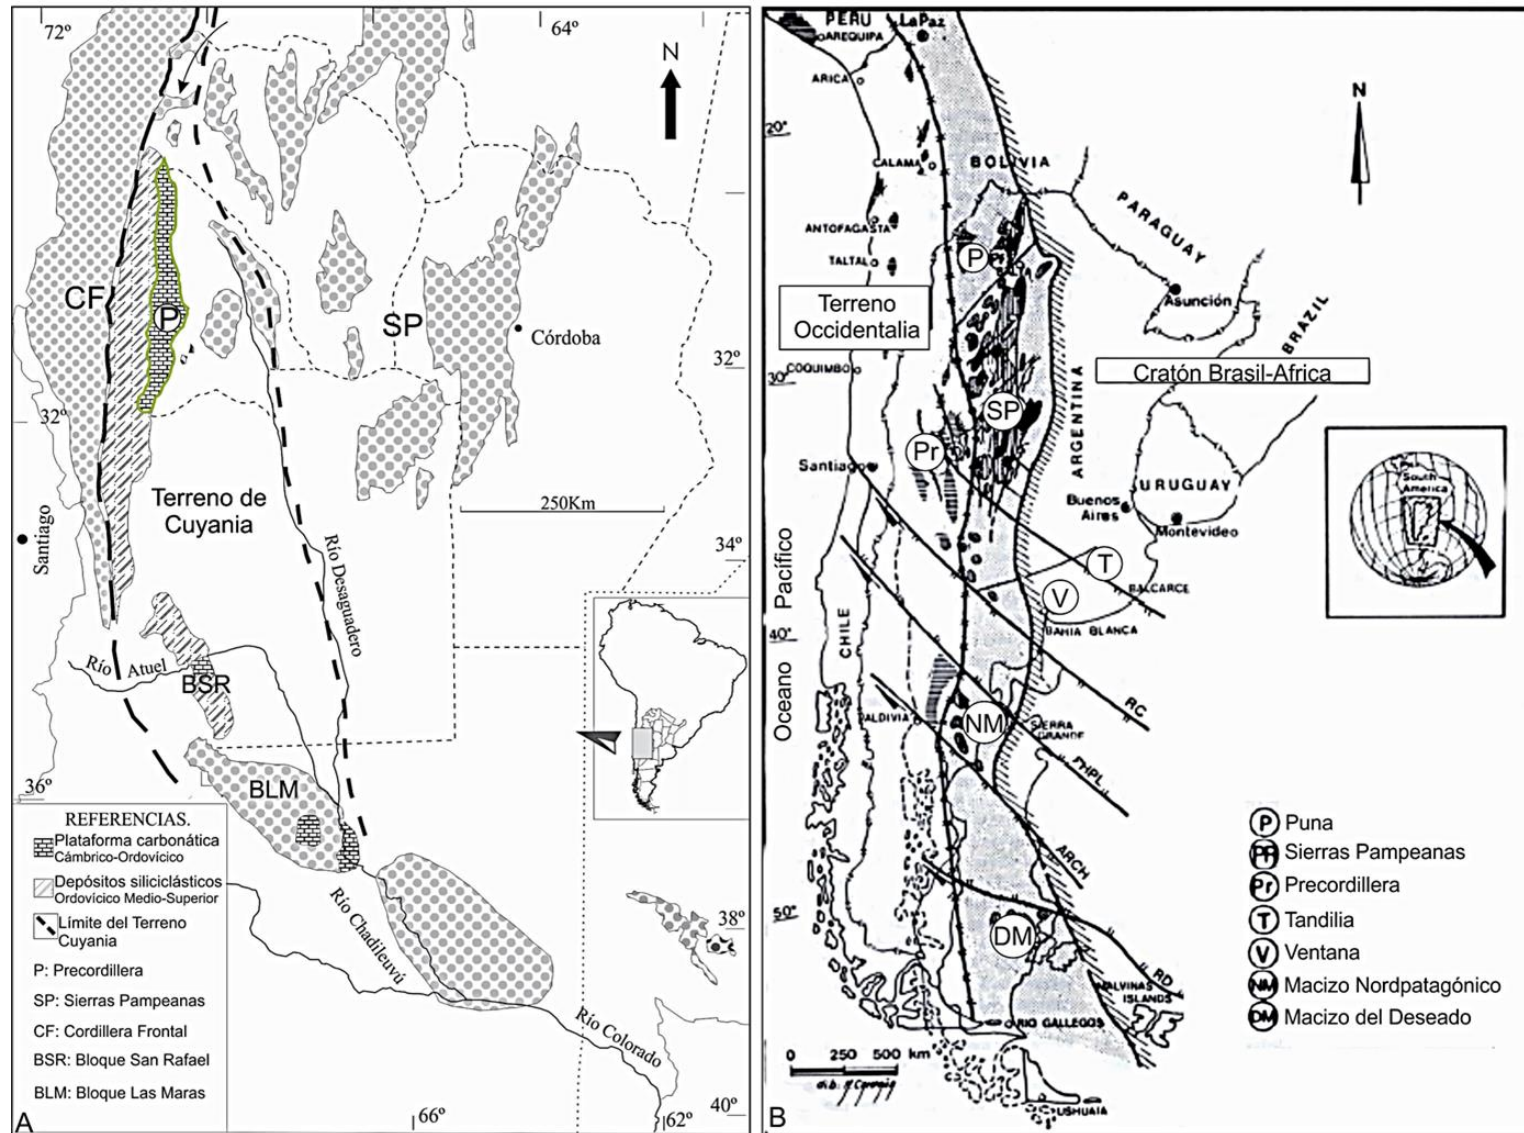 72º
64º
N
CF
P
SP
Córdoba
32º
32º
Terreno de
Cuyania
250Km
Santiago
Río Desaguadero
34º
Río Atuel
BSR
BLM
36º
REFERENCIAS.
Plataforma carbonática
Cámbrico-Ordovícico
Depósitos siliciclásticos
Ordovícico Medio-Superior
Límite del Terreno
Cuyania
P: Precordillera
SP: Sierras Pampeanas
CF: Cordillera Frontal
BSR: Bloque San Rafael
BLM: Bloque Las Maras
Río Chadileuvú
38º
Río Colorado
66º
62º
40º
A
PERU
La Paz
AREQUIPA
ARICA
N
20°
CALAMA
BOLIVIA
PARAGUAY
ANTOFAGASTA
P
TALTAL
Asunción
Terreno
Occidentalia
BRAZIL
COQUIMBO
30°
Cratón Brasil-Africa
ARGENTINA
SP
Pr
Santiago
URUGUAY
Buenos
Aires
Montevideo
South
America
T
BALCARCE
V
BAHIA BLANCA
Oceano Pacífico
CHILE
40°
RC
NM
SIERRA
GRANDE
ARCH
P Puna
Sierras Pampeanas
Pr Precordillera
T Tandilia
V Ventana
NM Macizo Nordpatagónico
DM Macizo del Deseado
50°
DM
RD
MALVINAS
ISLANDS
RIO GALLEGOS
0 250 500 km
USHUAIA
B